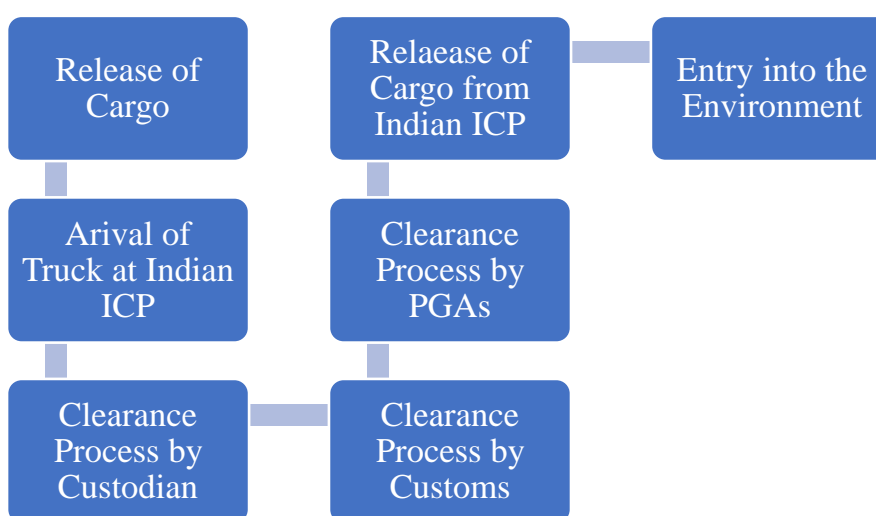 Release of
Cargo
Arival of
Truck at Indian
ICP
Clearance
Process by
Custodian
Clearance
Process by
Customs
Clearance
Process by
PGAs
Relaease of
Cargo from
Indian ICP
Entry into the
Environment